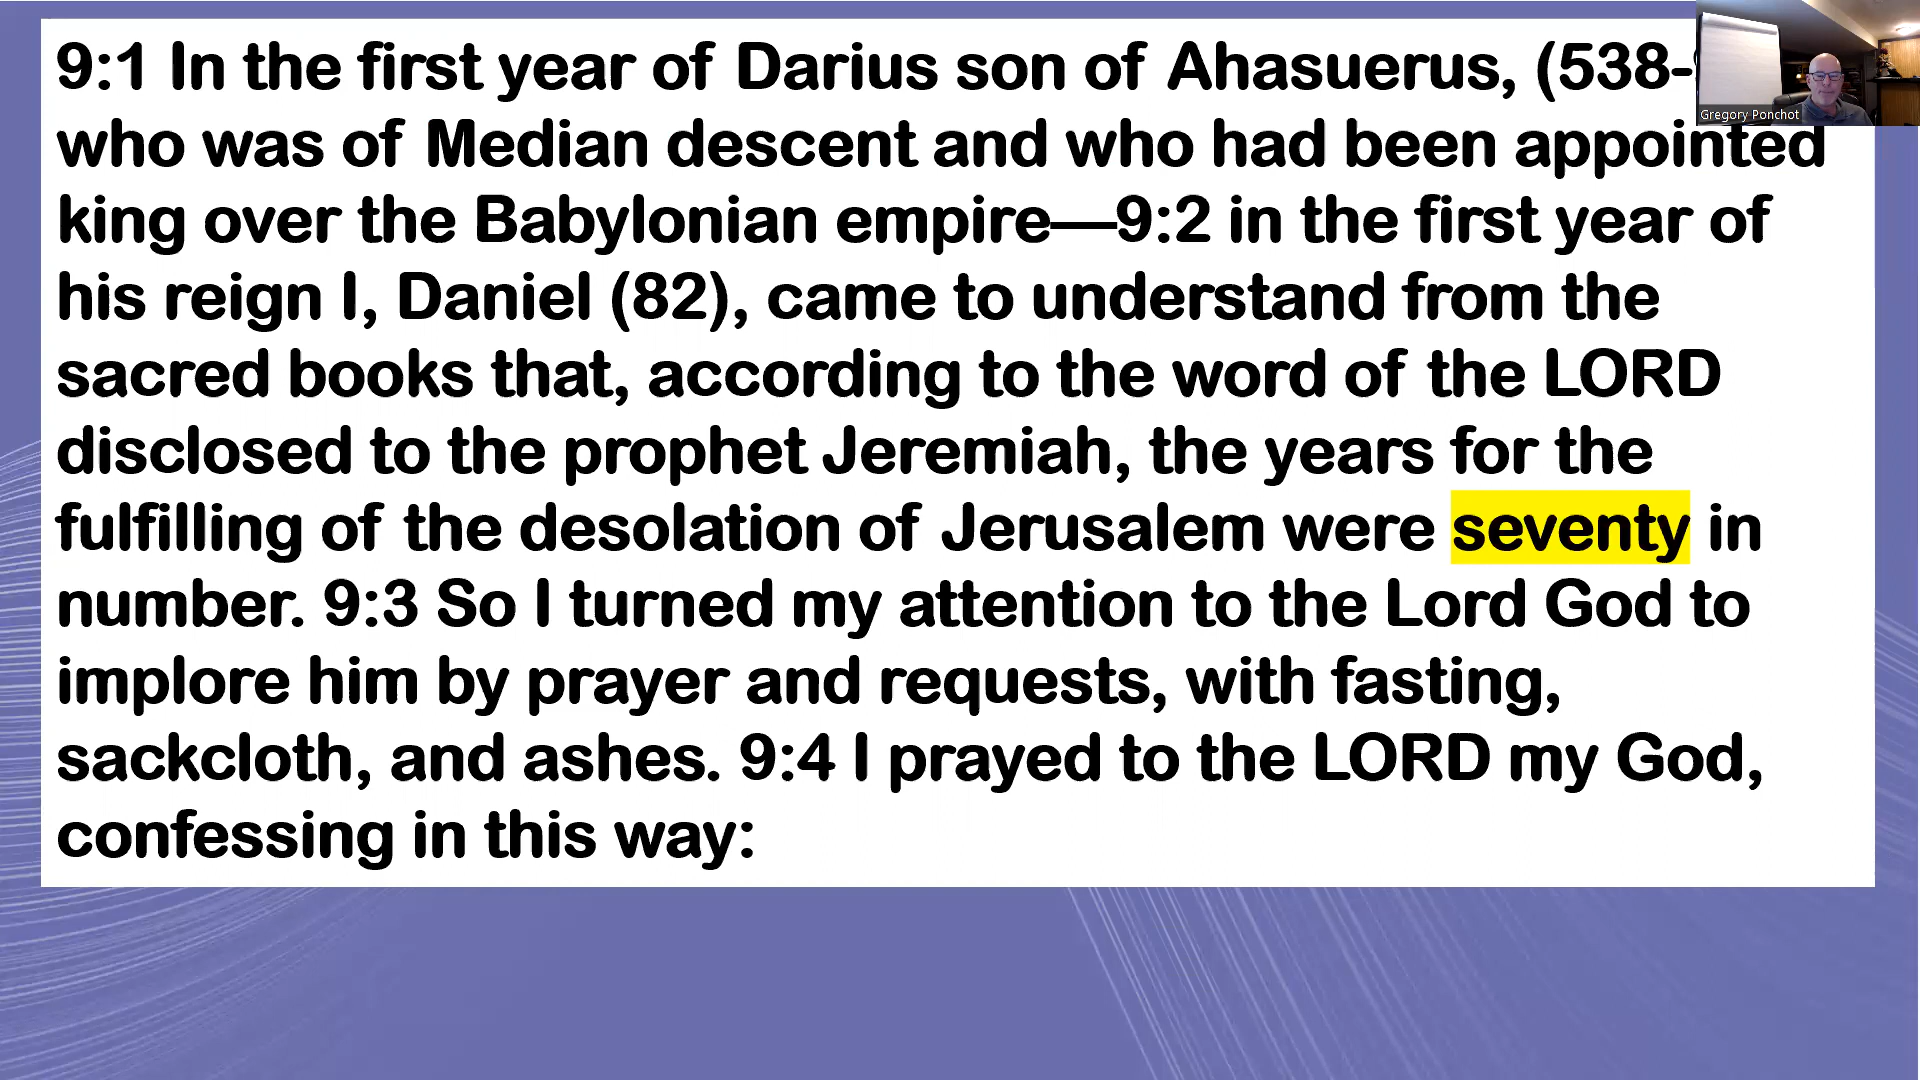 9:1 In the first year of Darius son of Ahasuerus, (538-
who was of Median descent and who had been appointed
king over the Babylonian empire—9:2 in the first year of
his reign I, Daniel (82), came to understand from the
sacred books that, according to the word of the LORD
disclosed to the prophet Jeremiah, the years for the
fulfilling of the desolation of Jerusalem were seventy in
number. 9:3 So I turned my attention to the Lord God to
implore him by prayer and requests, with fasting,
sackcloth, and ashes. 9:4 I prayed to the LORD my God,
confessing in this way:
Gregory Ponchot